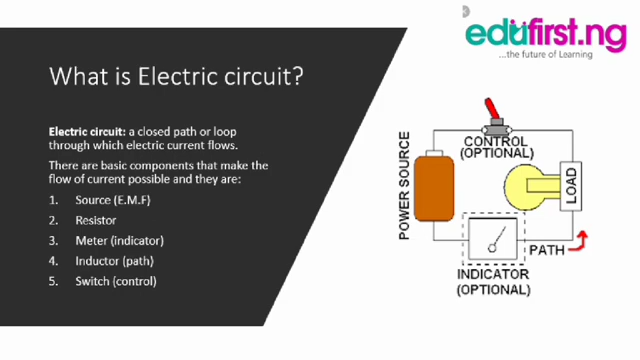 edufirst.ng
...the future of Learning
What is Electric circuit?
Electric circuit: a closed path or loop
through which electric current flows.
There are basic components that make the
flow of current possible and they are:
1. Source (E.M.F)
2. Resistor
3. Meter (indicator)
4. Inductor (path)
5. Switch (control)
CONTROL
(OPTIONAL)
POWER SOURCE
LOAD
PATH
INDICATOR
(OPTIONAL)